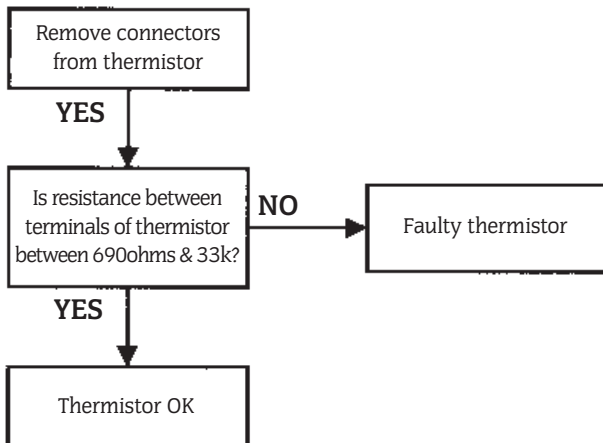 Remove connectors
from thermistor
YES
Is resistance between
terminals of thermistor
between 690ohms & 33k?
NO
Faulty thermistor
YES
Thermistor OK